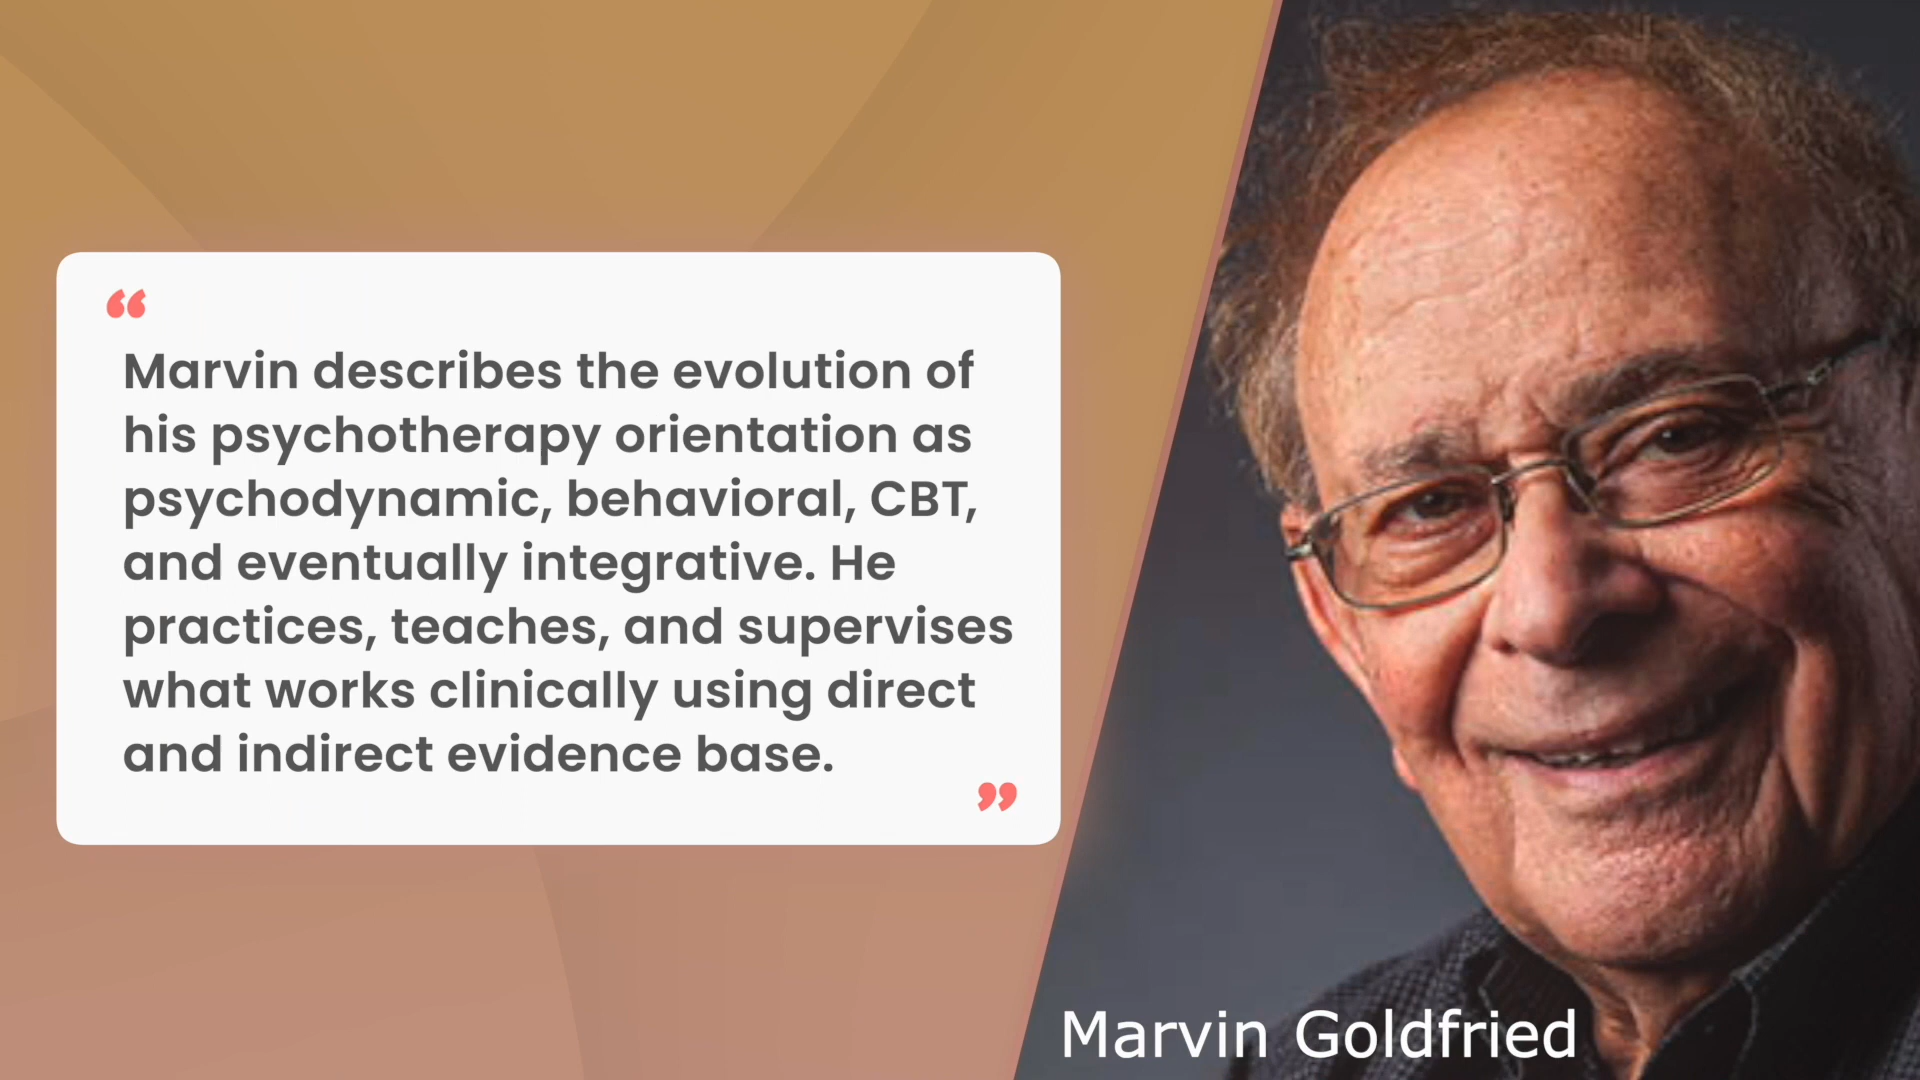 “
Marvin describes the evolution of
his psychotherapy orientation as
psychodynamic, behavioral, CBT,
and eventually integrative. He
practices, teaches, and supervises
what works clinically using direct
and indirect evidence base.
”
Marvin Goldfried